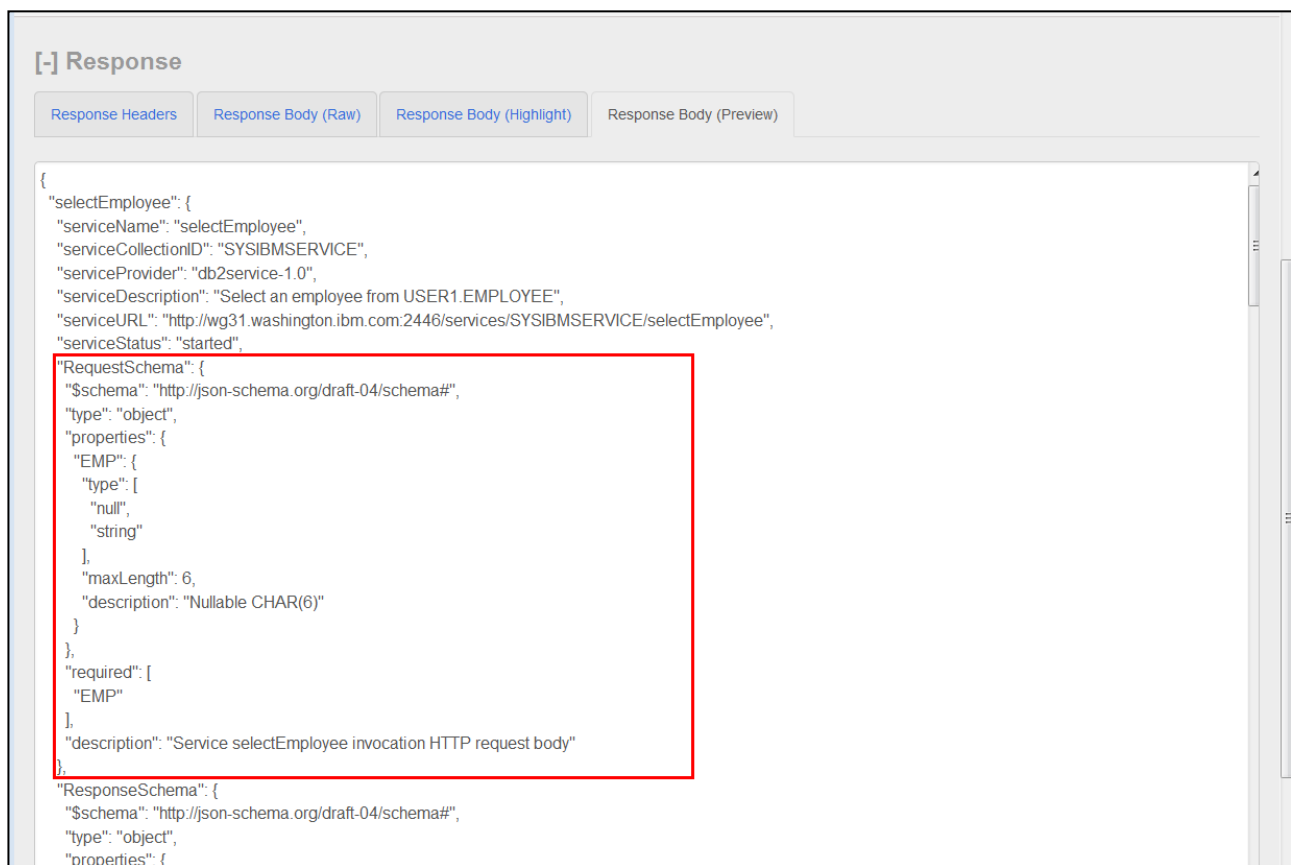 [-] Response
Response Headers
Response Body (Raw)
Response Body (Highlight)
Response Body (Preview)
{
"selectEmployee": {
"serviceName": "selectEmployee",
"serviceCollectionID": "SYSIBMSERVICE",
"serviceProvider": "db2service-1.0",
"serviceDescription": "Select an employee from USER1.EMPLOYEE",
"serviceURL": "http://wg31.washington.ibm.com:2446/services/SYSIBMSERVICE/selectEmployee",
"serviceStatus": "started",
"RequestSchema": {
"$schema": "http://json-schema.org/draft-04/schema#",
"type": "object",
"properties": {
"EMP": {
"type": [
"null",
"string"
],
"maxLength": 6,
"description": "Nullable CHAR(6)"
}
},
"required": [
"EMP"
],
"description": "Service selectEmployee invocation HTTP request body"
},
"ResponseSchema": {
"$schema": "http://json-schema.org/draft-04/schema#",
"type": "object",
"properties": {